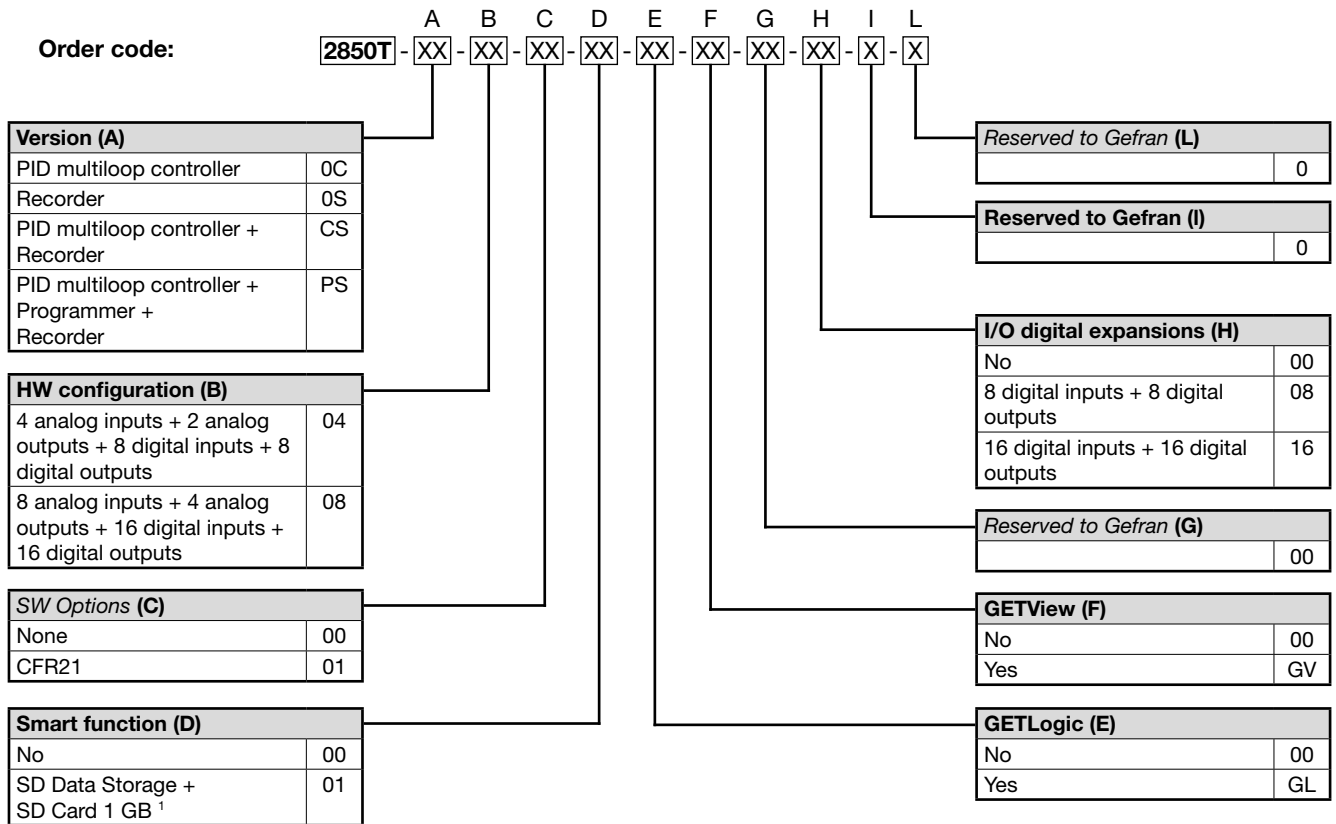 A B C D E F G H I L
Order code: 2850T - XX - XX - XX - XX - XX - XX - XX - XX - X - X
Version (A)
PID multiloop controller 0C
Recorder 0S
PID multiloop controller + CS
Recorder
PID multiloop controller + PS
Programmer +
Recorder
HW configuration (B)
4 analog inputs + 2 analog 04
outputs + 8 digital inputs + 8
digital outputs
8 analog inputs + 4 analog 08
outputs + 16 digital inputs +
16 digital outputs
SW Options (C)
None 00
CFR21 01
Smart function (D)
No 00
SD Data Storage + 01
SD Card 1 GB 1
Reserved to Gefran (L)
0
Reserved to Gefran (I)
0
I/O digital expansions (H)
No 00
8 digital inputs + 8 digital 08
outputs
16 digital inputs + 16 digital 16
outputs
Reserved to Gefran (G)
00
GETView (F)
No 00
Yes GV
GETLogic (E)
No 00
Yes GL